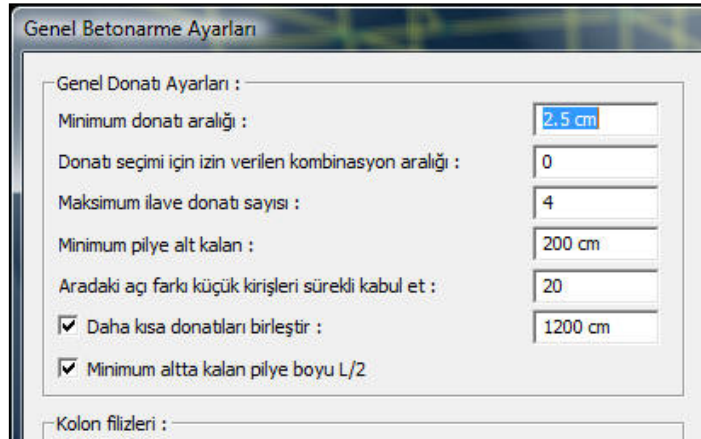 Genel Betonarme Ayarları
Genel Donatı Ayarları :
Minimum donatı aralığı : 2.5 cm
Donatı seçimi için izin verilen kombinasyon aralığı : 0
Maksimum ilave donatı sayısı : 4
Minimum pilye alt kalan : 200 cm
Aradaki açı farkı küçük kirişleri sürekli kabul et : 20
Daha kısa donatıları birleştir : 1200 cm
Minimum altta kalan pilye boyu L/2
Kolon filizleri :